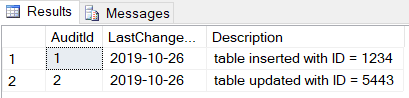 Results Messages
AuditId LastChange... Description
1 1 2019-10-26 table inserted with ID = 1234
2 2 2019-10-26 table updated with ID = 5443